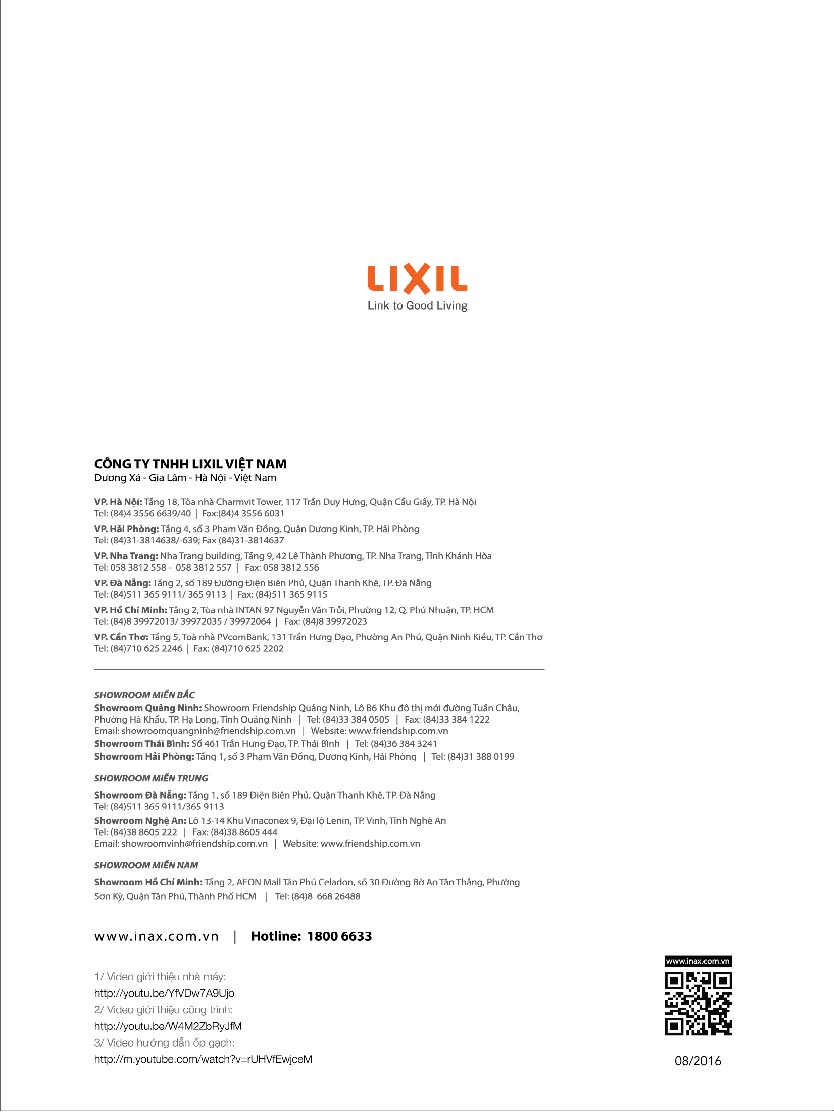 LIXIL
Link to Good Living
CÔNG TY TNHH LIXIL VIỆT NAM
Dương Xá - Gia Lâm - Hà Nội - Việt Nam
VP. Hà Nội: Tầng 18, Tòa nhà Charmvit Tower, 117 Trần Duy Hưng, Quận Cầu Giấy, TP. Hà Nội
Tel: (84)4 3556 6639/40 | Fax:(84)4 3556 6031
VP. Hải Phòng: Tầng 4, số 3 Phạm Văn Đồng, Quận Dương Kinh, TP. Hải Phòng
Tel: (84)31-3814638/-639; Fax (84)31-3814637
VP. Nha Trang: Nha Trang building, Tầng 9, 42 Lê Thành Phương, TP. Nha Trang, Tỉnh Khánh Hòa
Tel: 058 3812 558 - 058 3812 557 | Fax: 058 3812 556
VP. Đà Nẵng: Tầng 2, số 189 Đường Điện Biên Phủ, Quận Thanh Khê, TP. Đà Nẵng
Tel: (84)511 365 9111/ 365 9113 | Fax: (84)511 365 9115
VP. Hồ Chí Minh: Tầng 2, Tòa nhà INTAN 97 Nguyễn Văn Trỗi, Phường 12, Q. Phú Nhuận, TP. HCM
Tel: (84)8 39972013/ 39972035 / 39972064 | Fax: (84)8 39972023
VP. Cần Thơ: Tầng 5, Toà nhà PVcomBank, 131 Trần Hưng Đạo, Phường An Phú, Quận Ninh Kiều, TP. Cần Thơ
Tel: (84)710 625 2246 | Fax: (84)710 625 2202
SHOWROOM MIỀN BẮC
Showroom Quảng Ninh: Showroom Friendship Quảng Ninh, Lô B6 Khu đô thị mới đường Tuần Châu,
Phường Hà Khẩu, TP. Hạ Long, Tỉnh Quảng Ninh | Tel: (84)33 384 0505 | Fax: (84)33 384 1222
Email: showroomquangninh@friendship.com.vn | Website: www.friendship.com.vn
Showroom Thái Bình: Số 461 Trần Hưng Đạo, TP. Thái Bình | Tel: (84)36 384 3241
Showroom Hải Phòng: Tầng 1, số 3 Phạm Văn Đồng, Dương Kinh, Hải Phòng | Tel: (84)31 388 0199
SHOWROOM MIỀN TRUNG
Showroom Đà Nẵng: Tầng 1, số 189 Điện Biên Phủ, Quận Thanh Khê, TP. Đà Nẵng
Tel: (84)511 365 9111/365 9113
Showroom Nghệ An: Lô 13-14 Khu Vinaconex 9, Đại lộ Lenin, TP. Vinh, Tỉnh Nghệ An
Tel: (84)38 8605 222 | Fax: (84)38 8605 444
Email: showroomvinh@friendship.com.vn | Website: www.friendship.com.vn
SHOWROOM MIỀN NAM
Showroom Hồ Chí Minh: Tầng 2, AEON Mall Tân Phú Celadon, số 30 Đường Bờ Ao Tân Thắng, Phường
Sơn Kỳ, Quận Tân Phú, Thành Phố HCM | Tel: (84)8 668 26488
www.inax.com.vn | Hotline: 1800 6633
1/ Video giới thiệu nhà máy:
http://youtu.be/YfVDw7A9Ujo
2/ Video giới thiệu công trình:
http://youtu.be/W4M2ZbRyJfM
3/ Video hướng dẫn ốp gạch:
http://m.youtube.com/watch?v=rUHVfEwjceM
www.inax.com.vn
08/2016